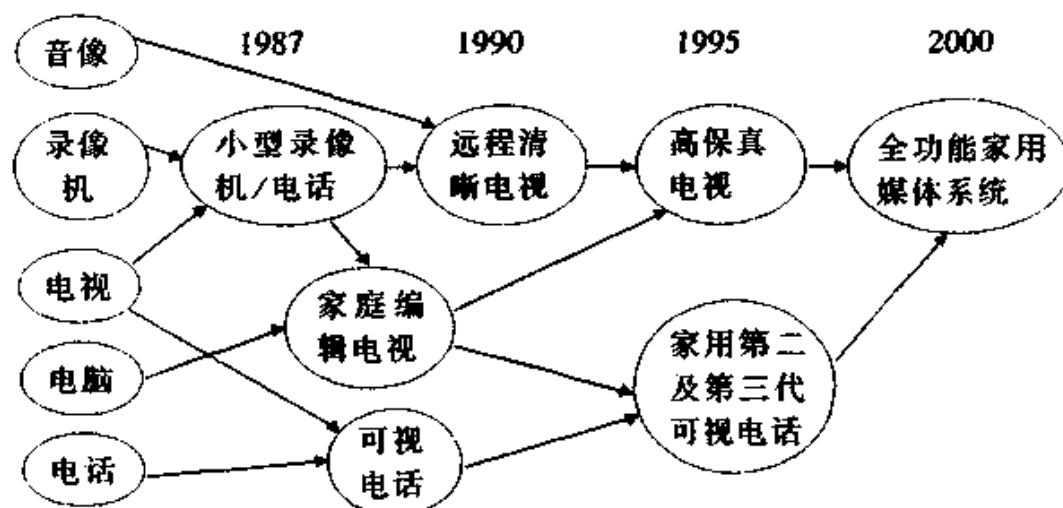 音像
1987
1990
1995
2000
录像
机
小型录像
机/电话
远程清
晰电视
高保真
电视
全功能家用
媒体系统
电视
家庭编
辑电视
电脑
家用第二
及第三代
可视电话
电话
可视
电话